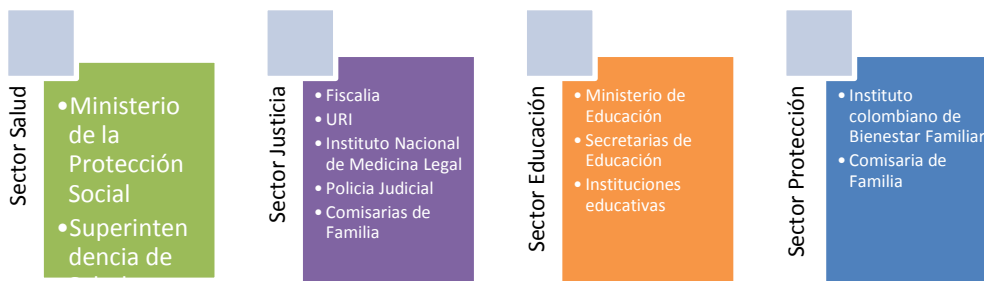 Sector Salud
•Ministerio
de la
Protección
Social
•Superinten
dencia de
Sector Justicia
•Fiscalia
•URI
•Instituto Nacional
de Medicina Legal
•Policia Judicial
•Comisarias de
Familia
Sector Educación
•Ministerio de
Educación
•Secretarias de
Educación
•Instituciones
educativas
Sector Protección
•Instituto
colombiano de
Bienestar Familiar
•Comisaria de
Familia